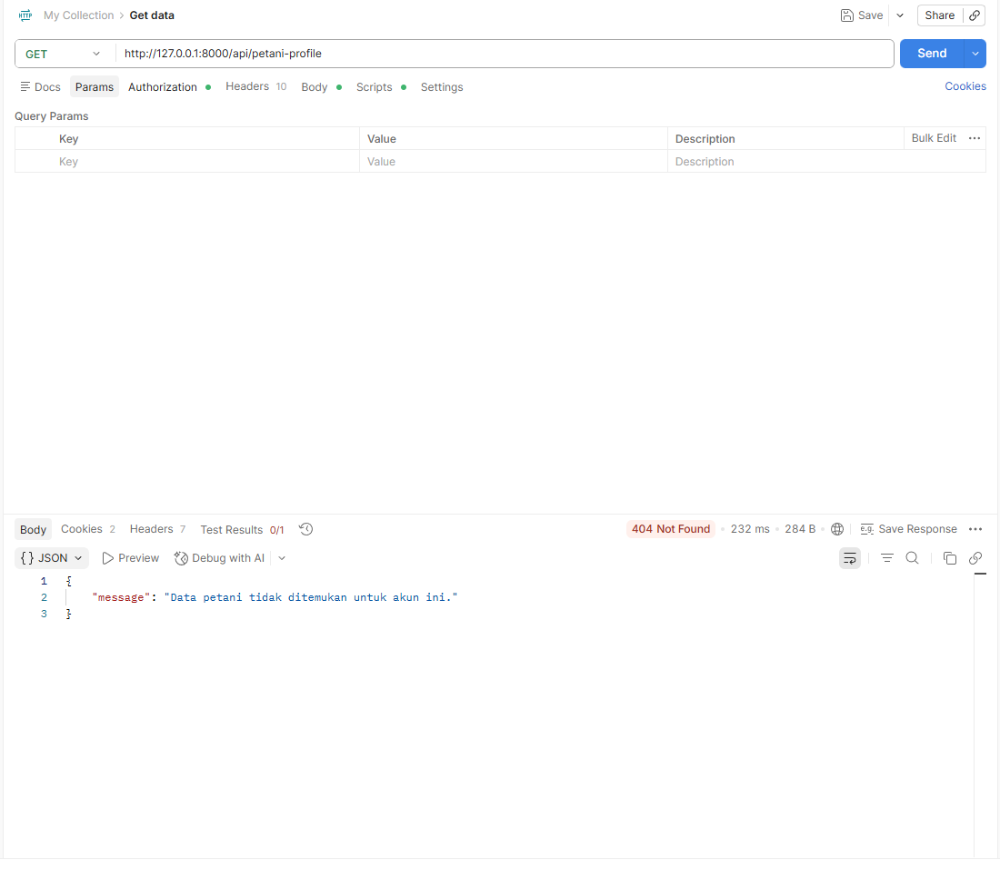 HTTP My Collection > Get data Save Share
GET http://127.0.0.1:8000/api/petani-profile Send
Docs Params Authorization Headers 10 Body Scripts Settings Cookies
Query Params
Key Value Description Bulk Edit ...
Key Value Description
Body Cookies 2 Headers 7 Test Results 0/1 404 Not Found • 232 ms • 284 B • e.g. Save Response ...
{} JSON Preview Debug with AI
1 {
2 "message": "Data petani tidak ditemukan untuk akun ini."
3 }